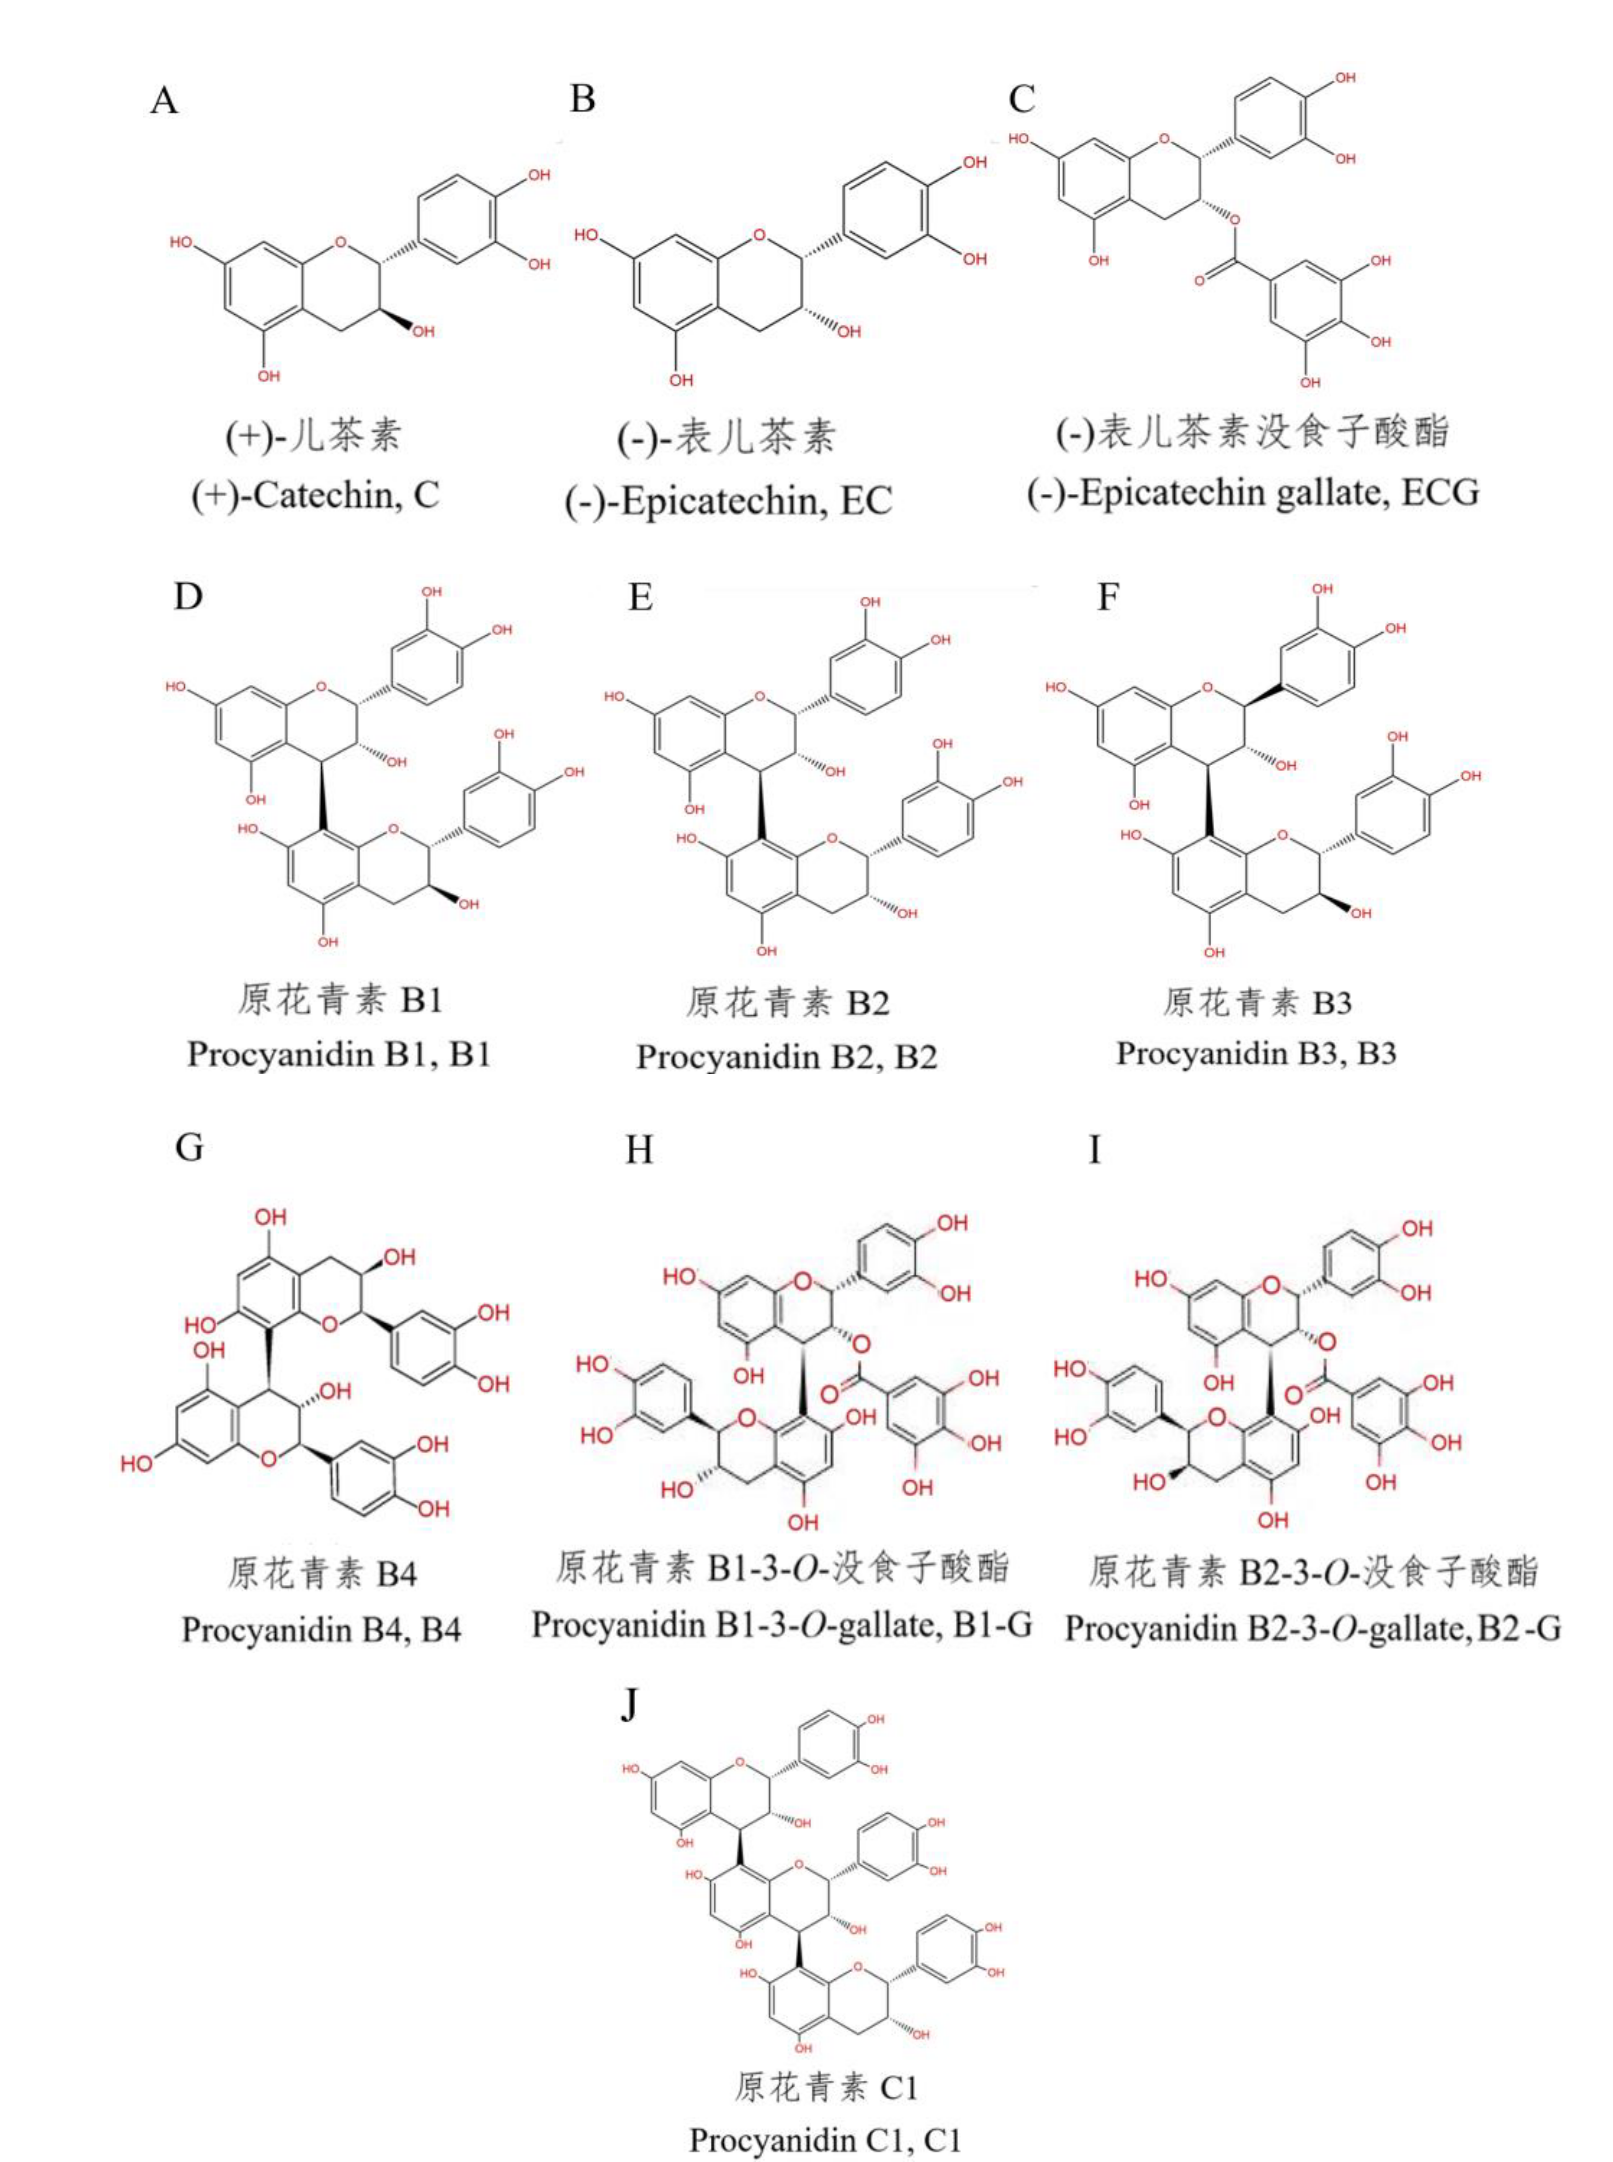 A
B
C
(+)-儿茶素
(+)-Catechin, C
(-)-表儿茶素
(-)-Epicatechin, EC
(-)表儿茶素没食子酸酯
(-)-Epicatechin gallate, ECG
D
E
F
原花青素 B1
Procyanidin B1, B1
原花青素 B2
Procyanidin B2, B2
原花青素 B3
Procyanidin B3, B3
G
H
I
原花青素 B4
Procyanidin B4, B4
原花青素 B1-3-O-没食子酸酯
Procyanidin B1-3-O-gallate, B1-G
原花青素 B2-3-O-没食子酸酯
Procyanidin B2-3-O-gallate, B2-G
J
原花青素 C1
Procyanidin C1, C1